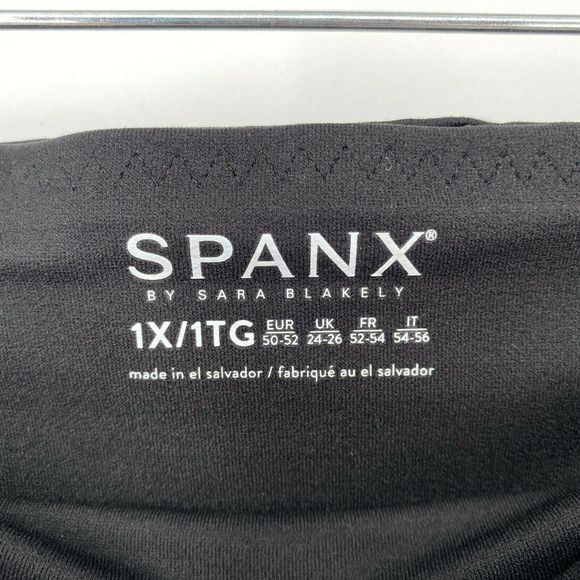 SPANX®
BY SARA BLAKELY
1X/1TG EUR 50-52 UK 24-26 FR 52-54 IT 54-56
made in el salvador / fabriqué au el salvador